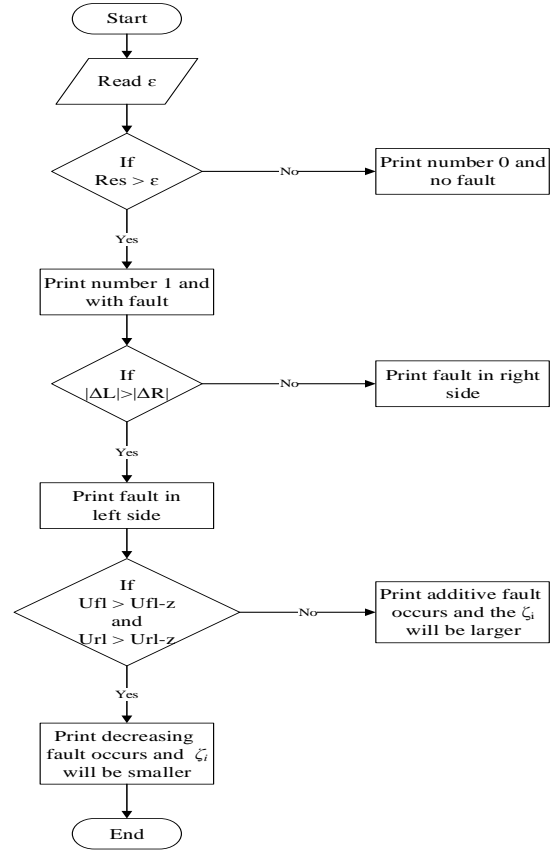 Start
Read ε
If
Res > ε
No
Print number 0 and
no fault
Yes
Print number 1 and
with fault
If
|ΔL|>|ΔR|
No
Print fault in right
side
Yes
Print fault in
left side
If
Ufl > Ufl-z
and
Url > Url-z
No
Print additive fault
occurs and the ζi
will be larger
Yes
Print decreasing
fault occurs and ζi
will be smaller
End